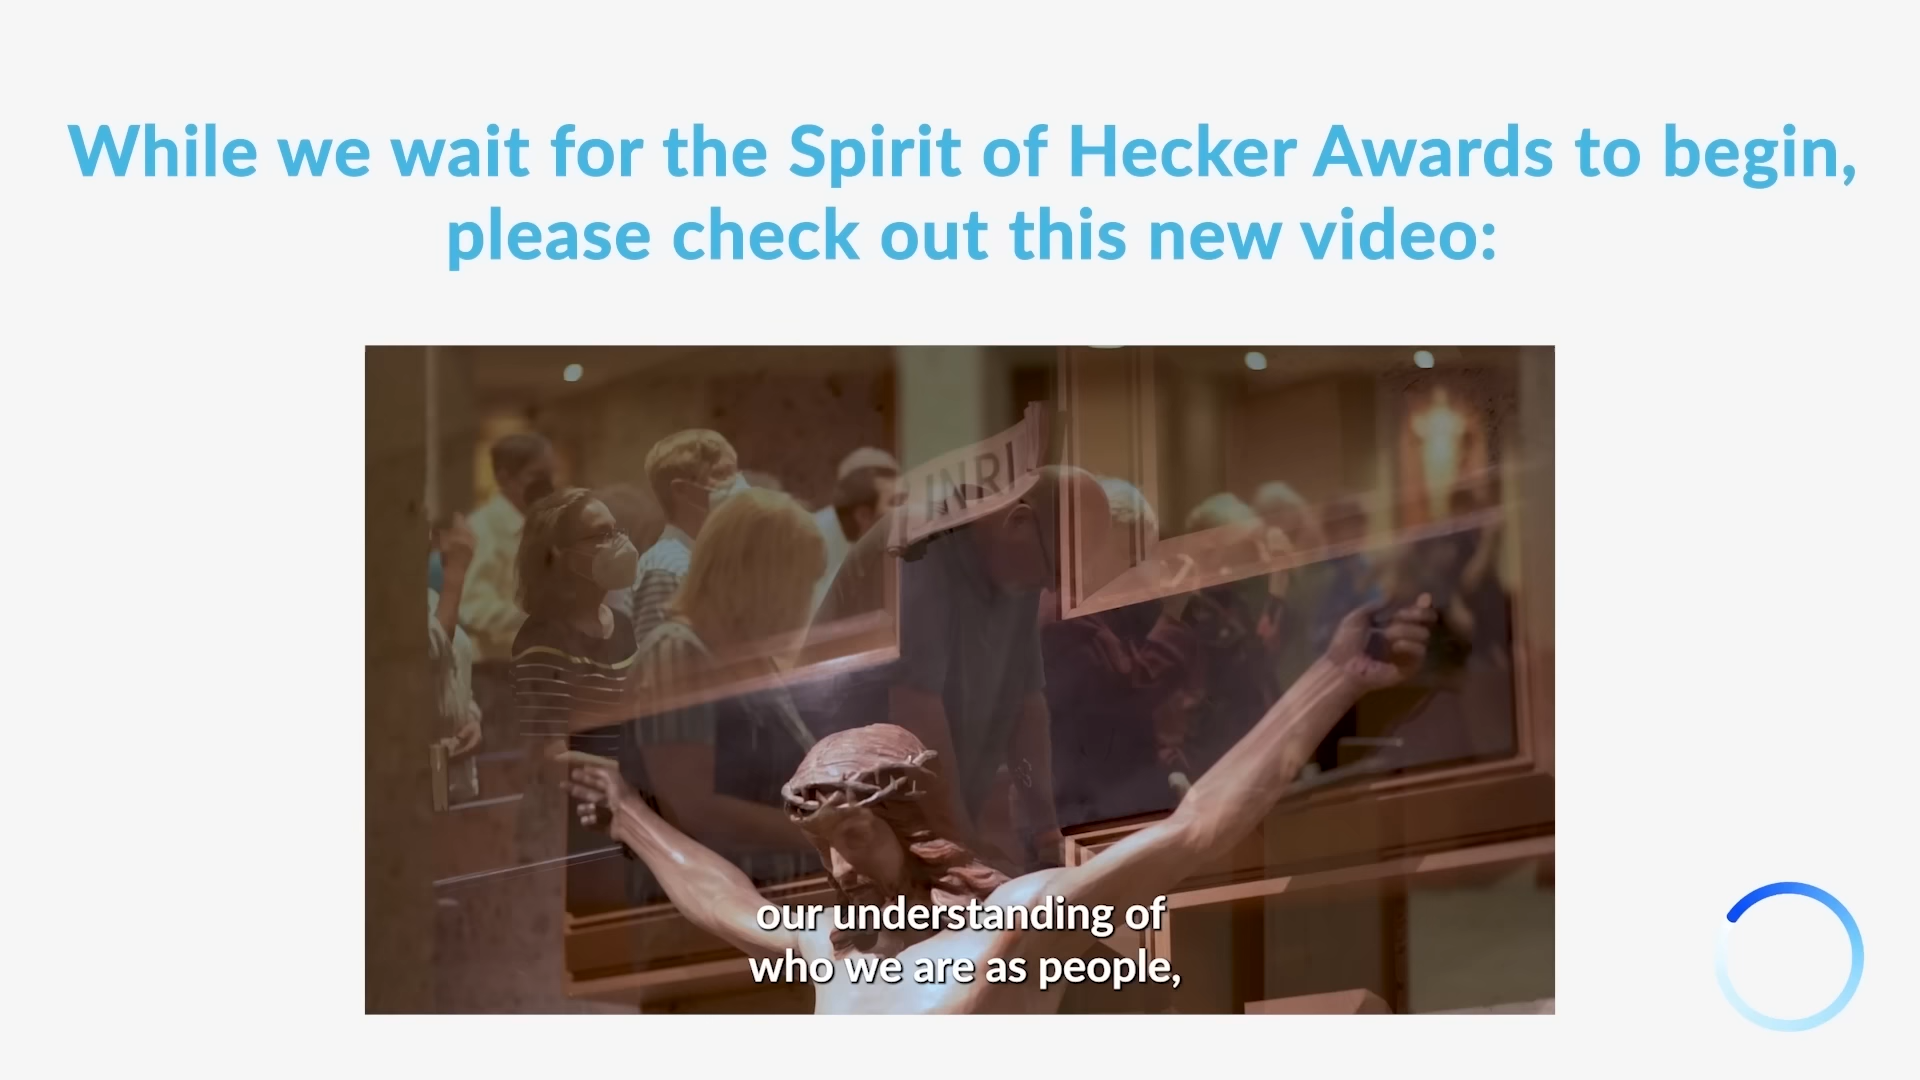 While we wait for the Spirit of Hecker Awards to begin,
please check out this new video:
INRI
our understanding of
who we are as people,